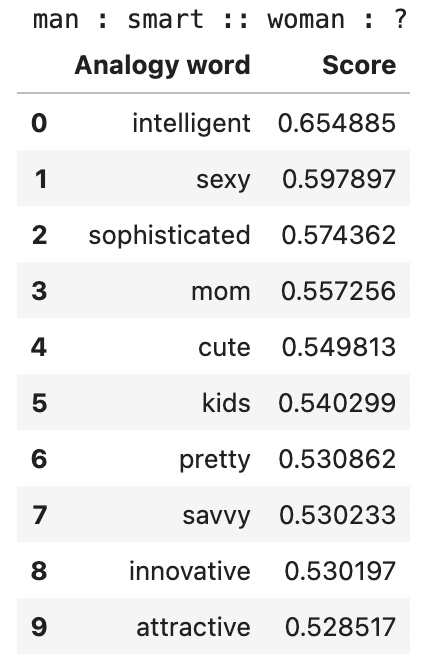 man : smart :: woman : ?
Analogy word Score
0 intelligent 0.654885
1 sexy 0.597897
2 sophisticated 0.574362
3 mom 0.557256
4 cute 0.549813
5 kids 0.540299
6 pretty 0.530862
7 savvy 0.530233
8 innovative 0.530197
9 attractive 0.528517